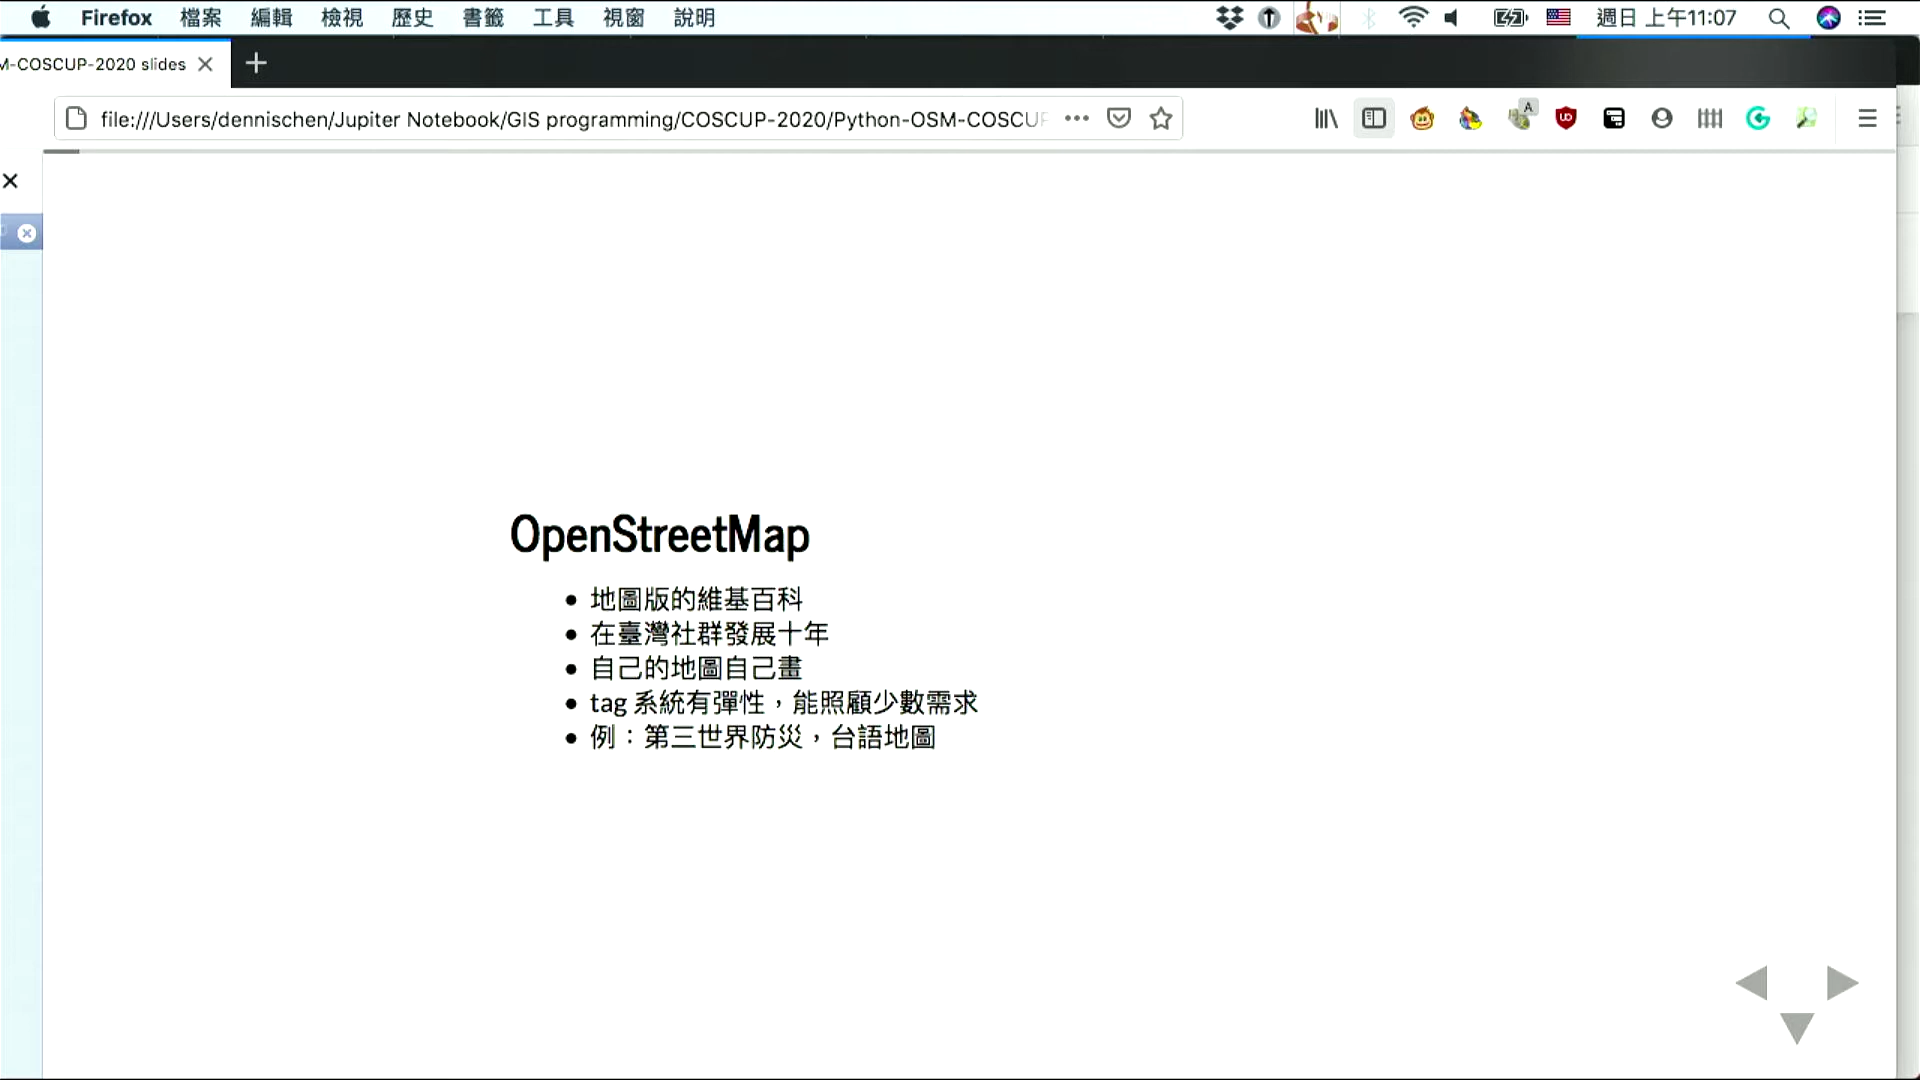 Firefox 檔案 編輯 檢視 歷史 書籤 工具 視窗 說明 週日 上午11:07
M-COSCUP-2020 slides
file:///Users/dennischen/Jupiter Notebook/GIS programming/COSCUP-2020/Python-OSM-COSCUP
OpenStreetMap
地圖版的維基百科
在臺灣社群發展十年
自己的地圖自己畫
tag 系統有彈性，能照顧少數需求
例：第三世界防災，台語地圖